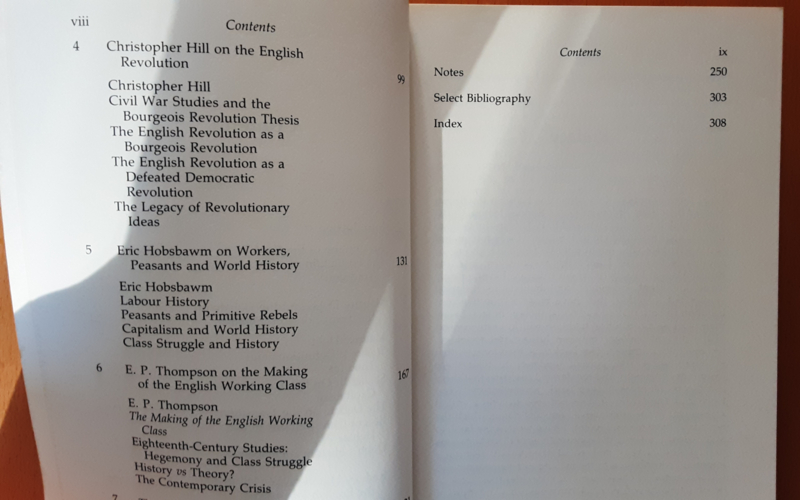 viii
Contents
4 Christopher Hill on the English
Revolution 99
Christopher Hill
Civil War Studies and the
Bourgeois Revolution Thesis
The English Revolution as a
Bourgeois Revolution
The English Revolution as a
Defeated Democratic
Revolution
The Legacy of Revolutionary
Ideas
5 Eric Hobsbawm on Workers,
Peasants and World History 131
Eric Hobsbawm
Labour History
Peasants and Primitive Rebels
Capitalism and World History
Class Struggle and History
6 E. P. Thompson on the Making
of the English Working Class 167
E. P. Thompson
The Making of the English Working
Class
Eighteenth-Century Studies:
Hegemony and Class Struggle
History vs Theory?
The Contemporary Crisis
7
Contents ix
Notes 250
Select Bibliography 303
Index 308